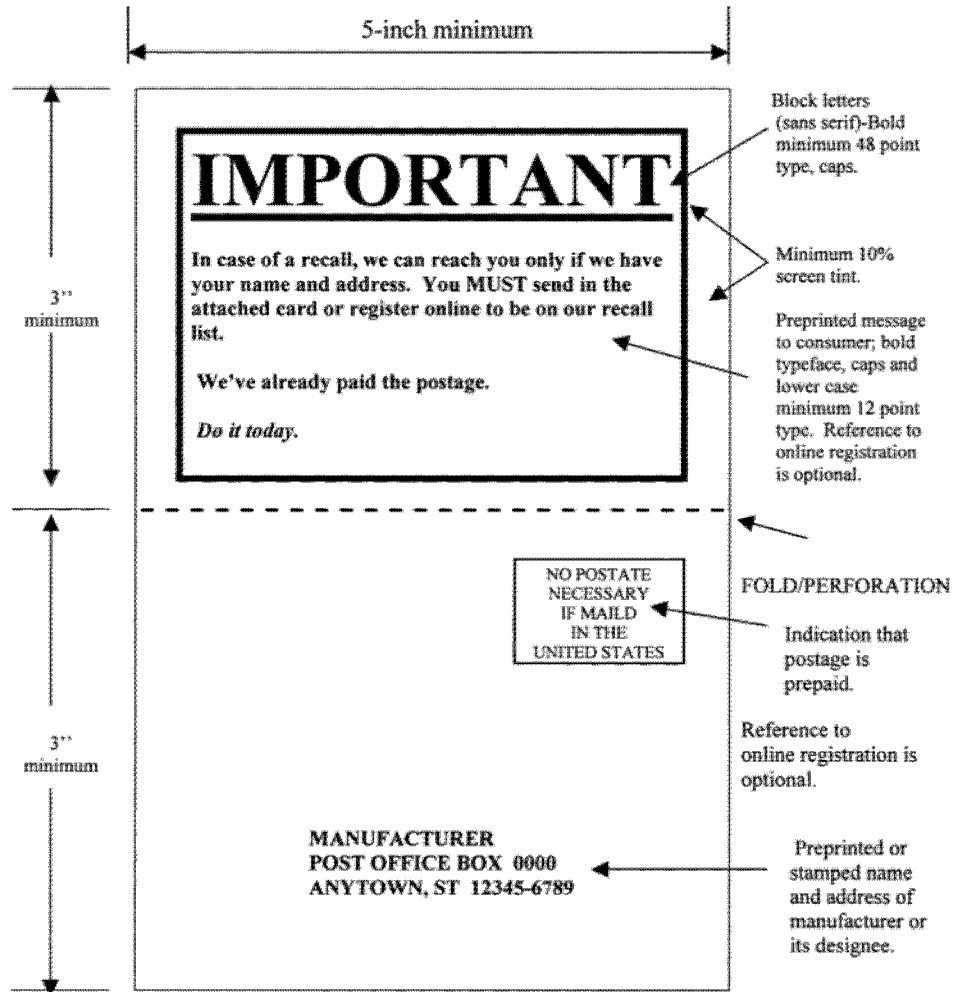 5-inch minimum
Block letters
(sans serif)-Bold
minimum 48 point
type, caps.
IMPORTANT
Minimum 10%
screen tint.
In case of a recall, we can reach you only if we have
your name and address. You MUST send in the
attached card or register online to be on our recall
list.
We've already paid the postage.
Do it today.
3''
minimum
Preprinted message
to consumer; bold
typeface, caps and
lower case
minimum 12 point
type. Reference to
online registration
is optional.
FOLD/PERFORATION
NO POSTATE
NECESSARY
IF MAILD
IN THE
UNITED STATES
Indication that
postage is
prepaid.
3''
minimum
Reference to
online registration is
optional.
MANUFACTURER
POST OFFICE BOX 0000
ANYTOWN, ST 12345-6789
Preprinted or
stamped name
and address of
manufacturer or
its designee.